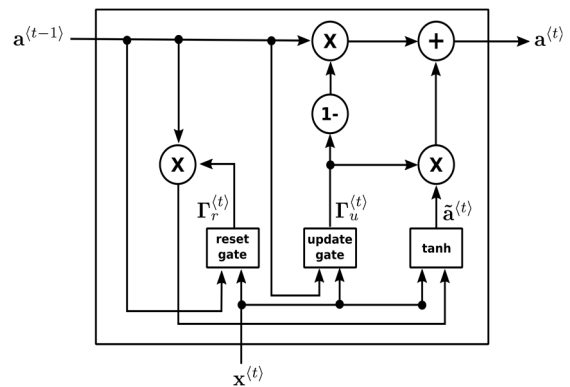 a⟨t−1⟩
X
+
a⟨t⟩
1-
X
X
Γr⟨t⟩
Γu⟨t⟩
ã⟨t⟩
reset
gate
update
gate
tanh
x⟨t⟩